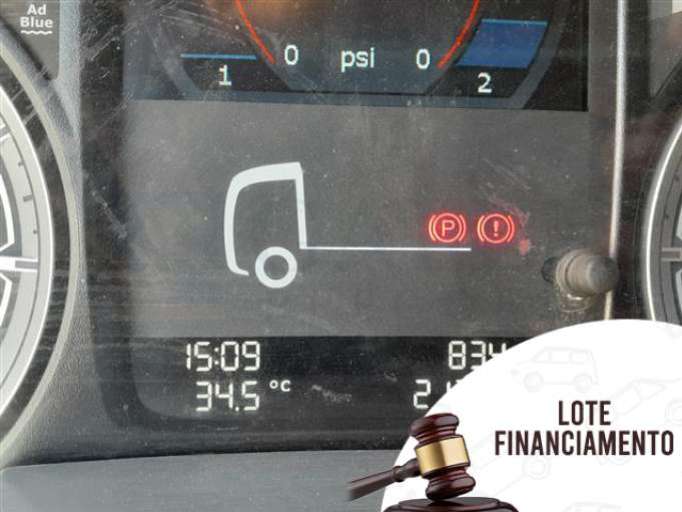 Ad
Blue
0 psi 0
1
2
P !
15:09
34.5 °C
LOTE
FINANCIAMENTO